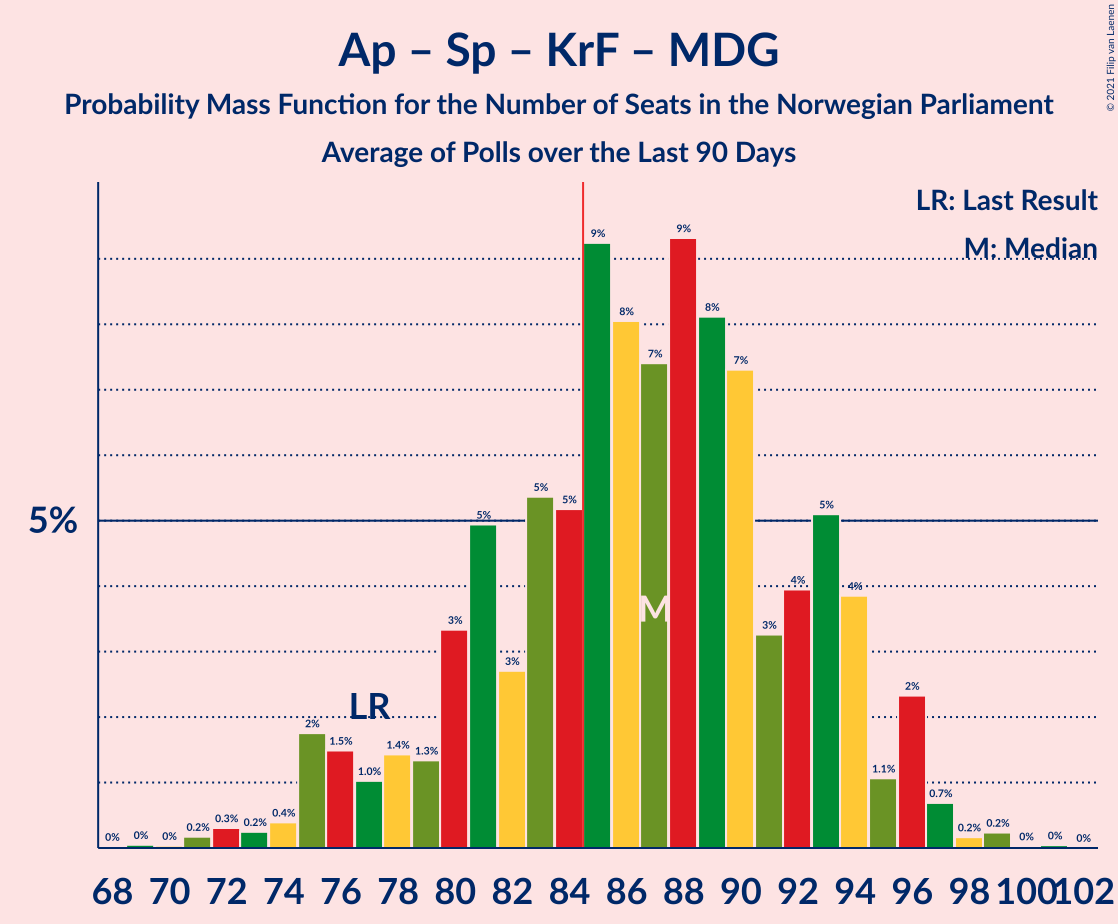 Ap – Sp – KrF – MDG
Probability Mass Function for the Number of Seats in the Norwegian Parliament
Average of Polls over the Last 90 Days
© 2021 Filip van Laenen
LR: Last Result
M: Median
5%
0% 0% 0% 0.2% 0.3% 0.2% 0.4% 2% 1.5% 1.0% 1.4% 1.3% 3% 5% 3% 5% 5% 9% 8% 7% 9% 8% 7% 3% 4% 5% 4% 1.1% 2% 0.7% 0.2% 0.2% 0% 0% 0%
LR
M
68 70 72 74 76 78 80 82 84 86 88 90 92 94 96 98 100 102